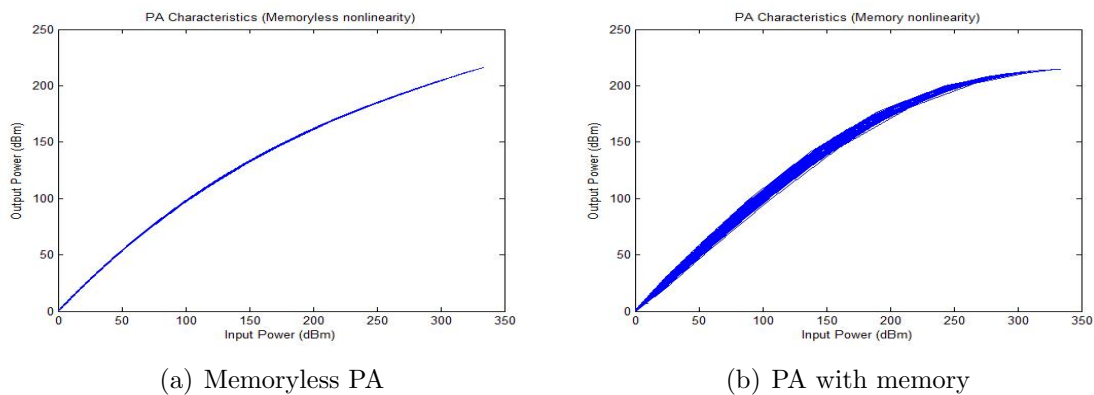 PA Characteristics (Memoryless nonlinearity)
250
200
150
100
50
0
Output Power (dBm)
0 50 100 150 200 250 300 350
Input Power (dBm)
(a) Memoryless PA
PA Characteristics (Memory nonlinearity)
250
200
150
100
50
0
Output Power (dBm)
0 50 100 150 200 250 300 350
Input Power (dBm)
(b) PA with memory